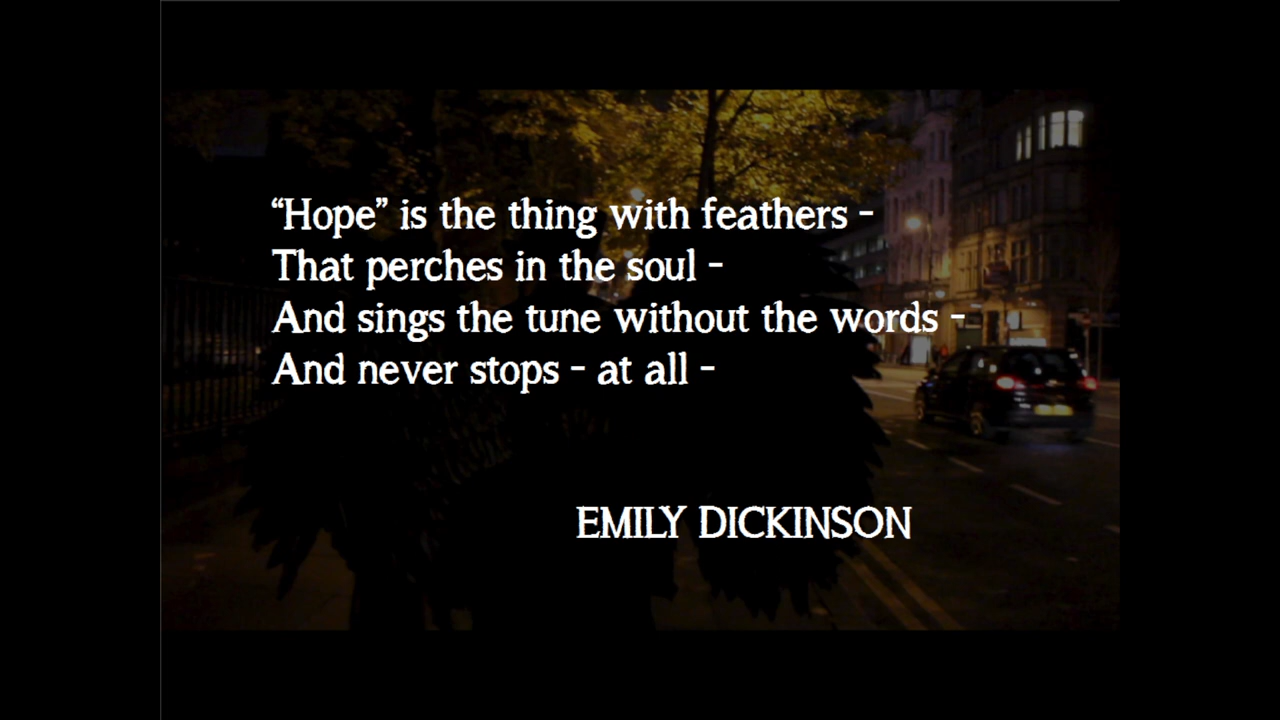 “Hope” is the thing with feathers -
That perches in the soul -
And sings the tune without the words -
And never stops - at all -
EMILY DICKINSON